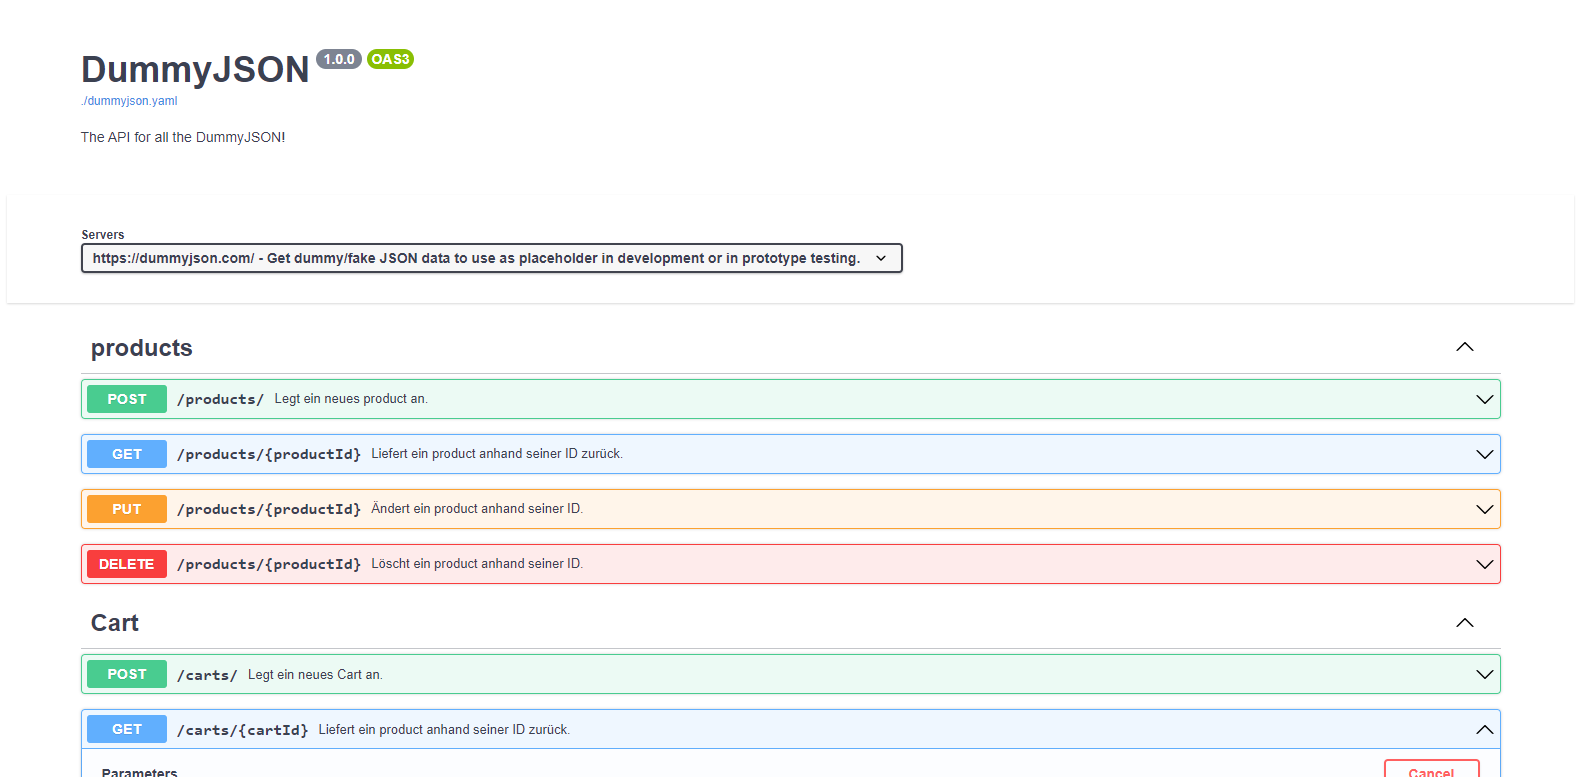 DummyJSON 1.0.0 OAS3
./dummyjson.yaml
The API for all the DummyJSON!
Servers
https://dummyjson.com/ - Get dummy/fake JSON data to use as placeholder in development or in prototype testing.
products
POST /products/ Legt ein neues product an.
GET /products/{productId} Liefert ein product anhand seiner ID zurück.
PUT /products/{productId} Ändert ein product anhand seiner ID.
DELETE /products/{productId} Löscht ein product anhand seiner ID.
Cart
POST /carts/ Legt ein neues Cart an.
GET /carts/{cartId} Liefert ein product anhand seiner ID zurück.
Parameters Cancel